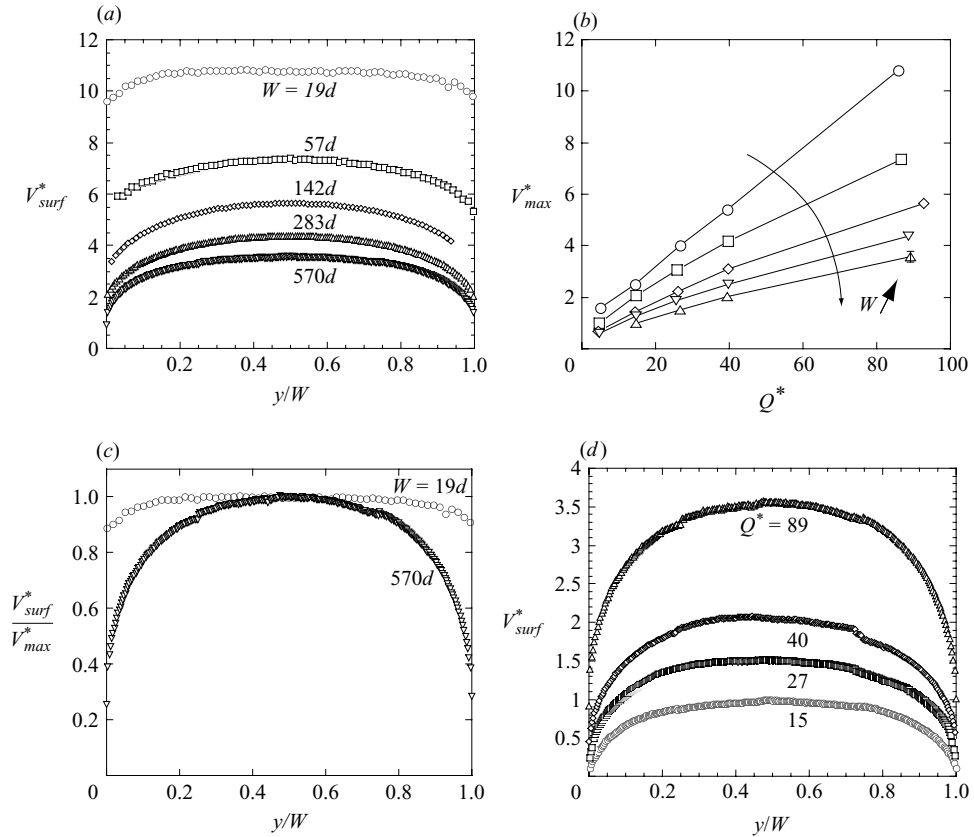 (a)
12
10
8
6
4
2
0
V*surf
W = 19d
57d
142d
283d
570d
0.2
0.4
0.6
0.8
1.0
y/W
(b)
12
10
8
6
4
2
0
V*max
W
20
40
60
80
100
Q*
(c)
1.0
0.8
0.6
0.4
0.2
0
V*surf
V*max
W = 19d
570d
0.2
0.4
0.6
0.8
1.0
y/W
(d)
4
3.5
3
2.5
2
1.5
1
0.5
0
V*surf
Q* = 89
40
27
15
0.2
0.4
0.6
0.8
1.0
y/W